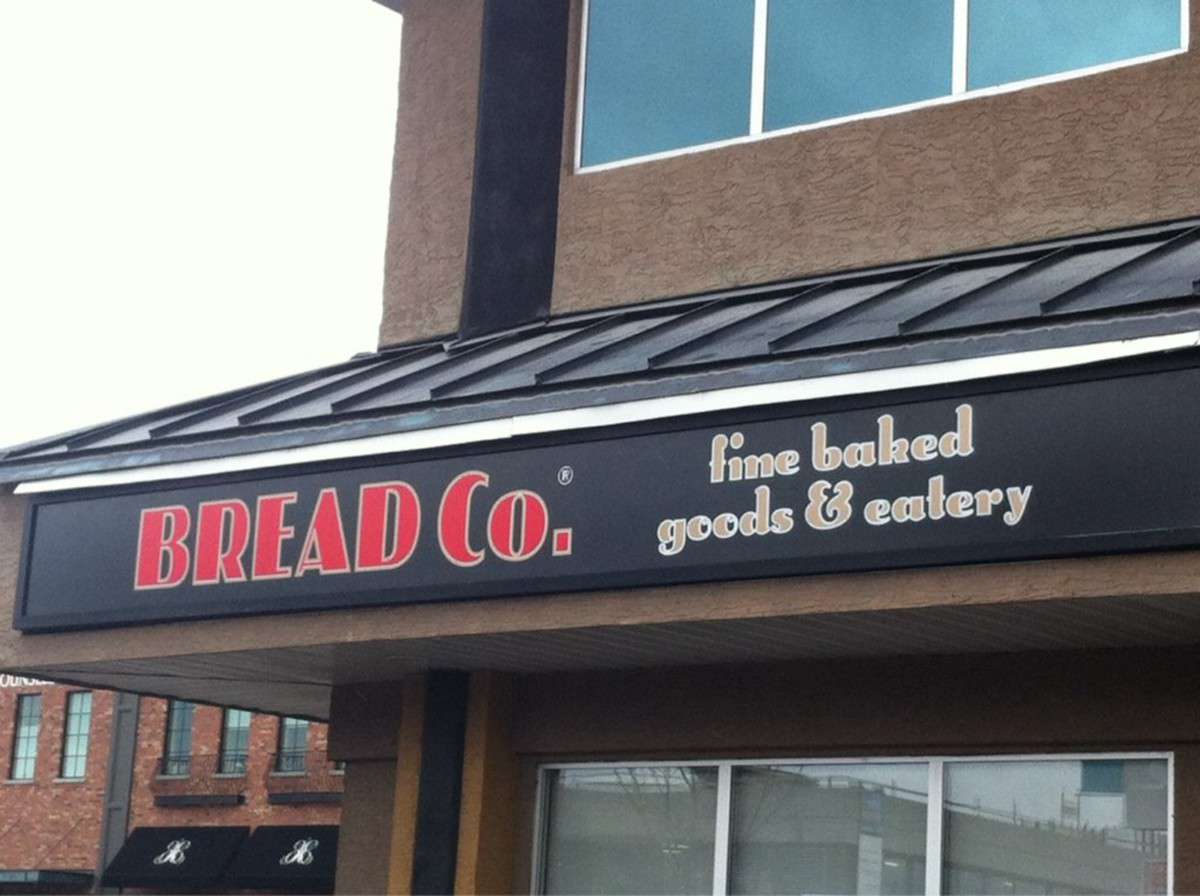 BREAD Co.®
fine baked
goods & eatery